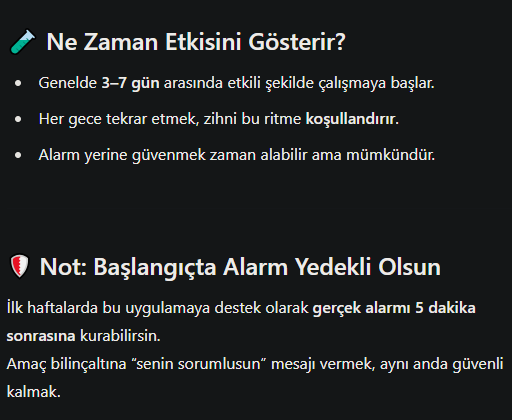 Ne Zaman Etkisini Gösterir?
Genelde 3–7 gün arasında etkili şekilde çalışmaya başlar.
Her gece tekrar etmek, zihni bu ritme koşullandırır.
Alarm yerine güvenmek zaman alabilir ama mümkündür.
Not: Başlangıçta Alarm Yedekli Olsun
İlk haftalarda bu uygulamaya destek olarak gerçek alarmı 5 dakika
sonrasına kurabilirsin.
Amaç bilinçaltına “senin sorumlusun” mesajı vermek, aynı anda güvenli
kalmak.